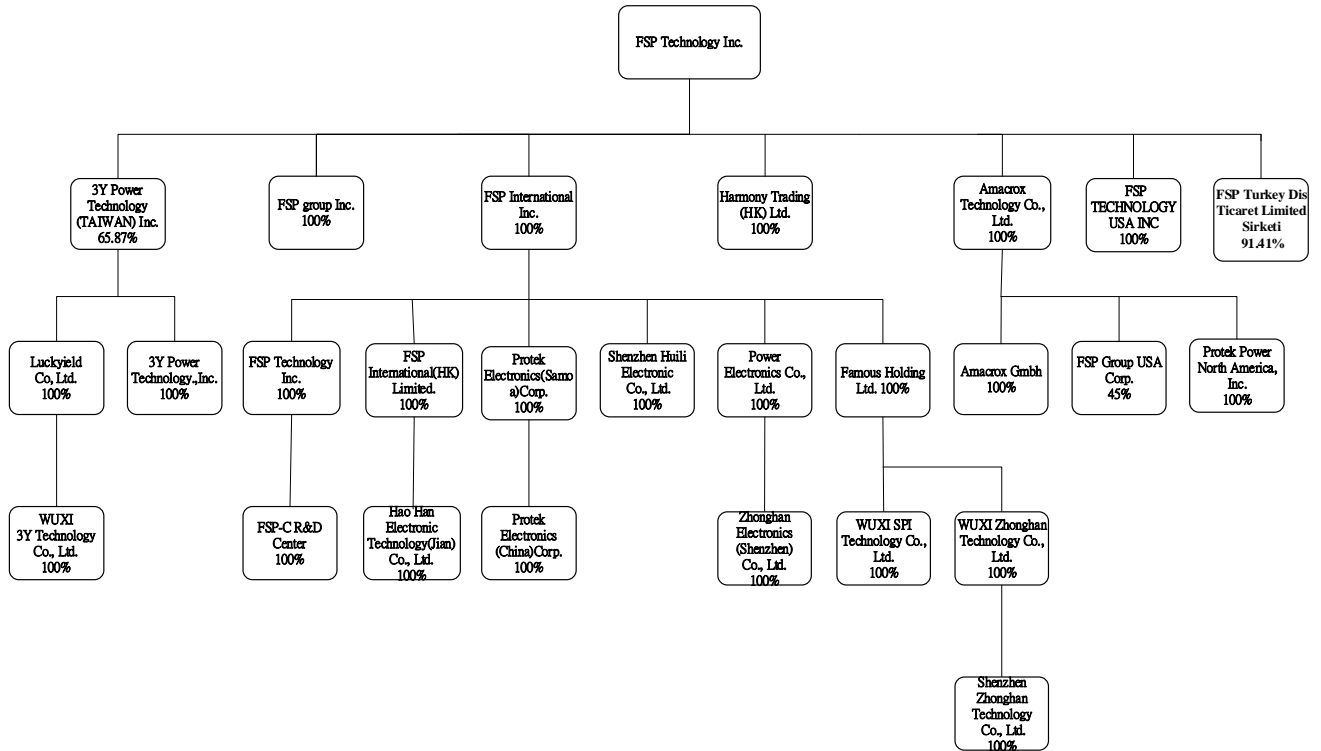 FSP Technology Inc.
3Y Power
Technology
(TAIWAN) Inc.
65.87%
FSP group Inc.
100%
FSP International
Inc.
100%
Harmony Trading
(HK) Ltd.
100%
Amacrox
Technology Co.,
Ltd.
100%
FSP
TECHNOLOGY
USA INC
100%
FSP Turkey Dis
Ticaret Limited
Sirketi
91.41%
Luckyield
Co, Ltd.
100%
3Y Power
Technology.,Inc.
100%
FSP Technology
Inc.
100%
FSP
International(HK)
Limited.
100%
Protek
Electronics(Samo
a)Corp.
100%
Shenzhen Huili
Electronic
Co., Ltd.
100%
Power
Electronics Co.,
Ltd.
100%
Famous Holding
Ltd. 100%
Amacrox Gmbh
100%
FSP Group USA
Corp.
45%
Protek Power
North America,
Inc.
100%
WUXI
3Y Technology
Co., Ltd.
100%
FSP-C R&D
Center
100%
Hao Han
Electronic
Technology(Jian)
Co., Ltd.
100%
Protek
Electronics
(China)Corp.
100%
Zhonghan
Electronics
(Shenzhen)
Co., Ltd.
100%
WUXI SPI
Technology Co.,
Ltd.
100%
WUXI Zhonghan
Technology Co.,
Ltd.
100%
Shenzhen
Zhonghan
Technology
Co., Ltd.
100%